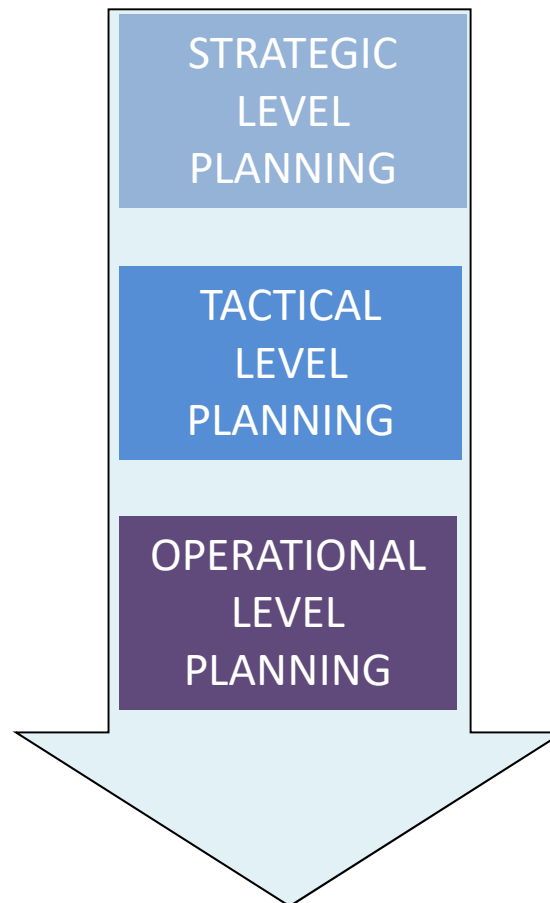 STRATEGIC
LEVEL
PLANNING
TACTICAL
LEVEL
PLANNING
OPERATIONAL
LEVEL
PLANNING